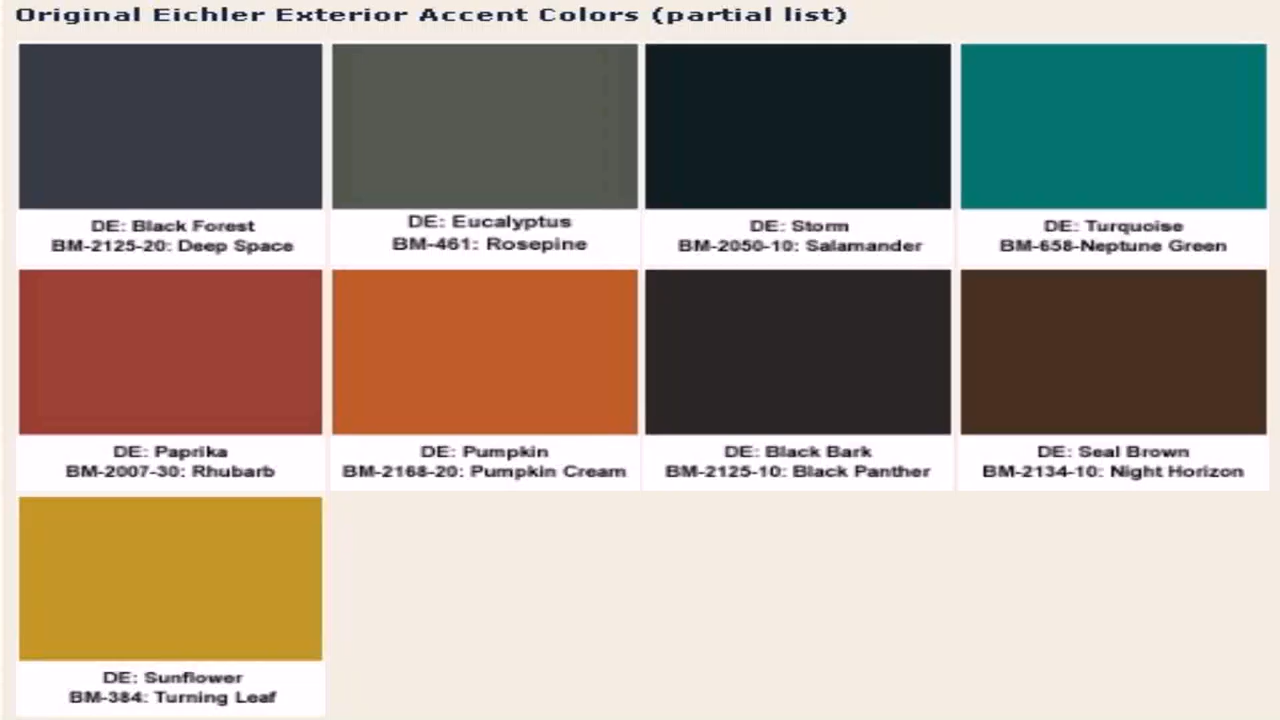 Original Eichler Exterior Accent Colors (partial list)
DE: Black Forest
BM-2125-20: Deep Space
DE: Eucalyptus
BM-461: Rosepine
DE: Storm
BM-2050-10: Salamander
DE: Turquoise
BM-658-Neptune Green
DE: Paprika
BM-2007-30: Rhubarb
DE: Pumpkin
BM-2168-20: Pumpkin Cream
DE: Black Bark
BM-2125-10: Black Panther
DE: Seal Brown
BM-2134-10: Night Horizon
DE: Sunflower
BM-384: Turning Leaf